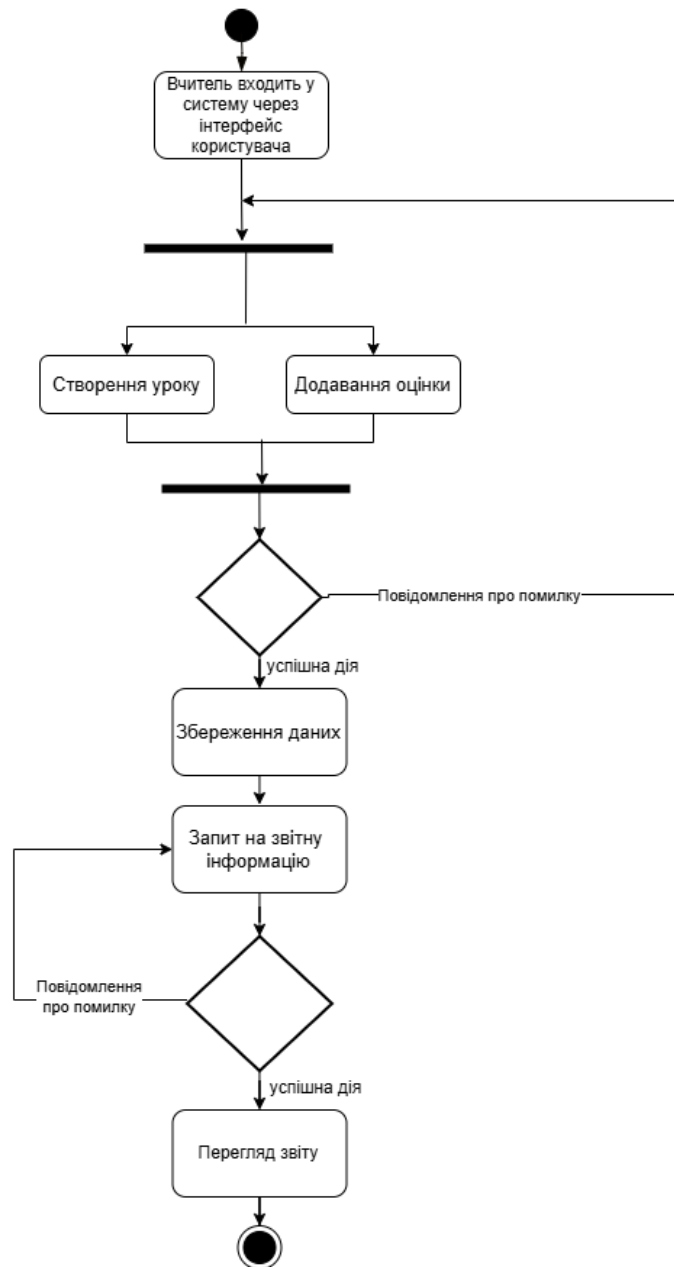 Вчитель входить у
систему через
інтерфейс
користувача
Створення уроку
Додавання оцінки
Повідомлення про помилку
успішна дія
Збереження даних
Запит на звітну
інформацію
Повідомлення
про помилку
успішна дія
Перегляд звіту